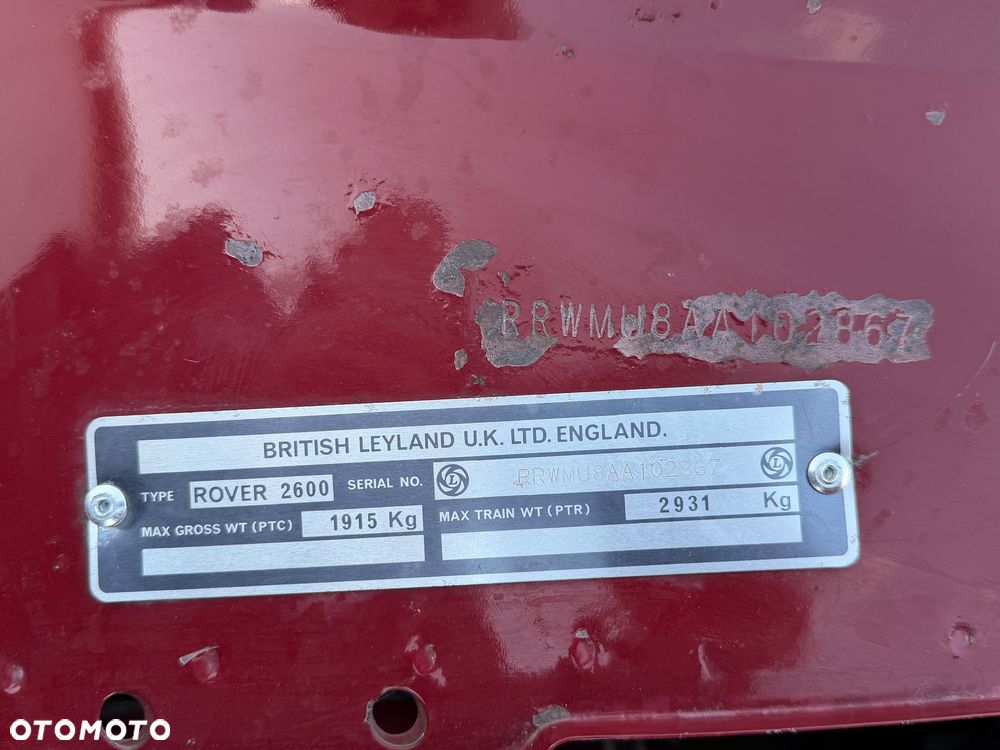 RRWMU8AA102867
BRITISH LEYLAND U.K. LTD. ENGLAND.
TYPE ROVER 2600 SERIAL NO. L RRWMU8AA102867 L
MAX GROSS WT (PTC) 1915 Kg MAX TRAIN WT (PTR) 2931 Kg
OTOMOTO